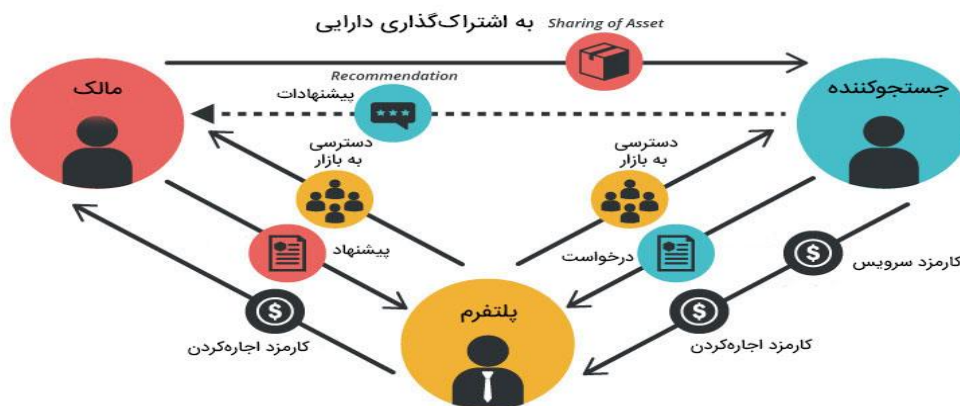 به اشتراک‌گذاری دارایی Sharing of Asset
مالک
جستجوکننده
Recommendation
پیشنهادات
دسترسی
به بازار
دسترسی
به بازار
پیشنهاد
درخواست
کارمزد سرویس
پلتفرم
کارمزد اجاره‌کردن
کارمزد اجاره‌کردن